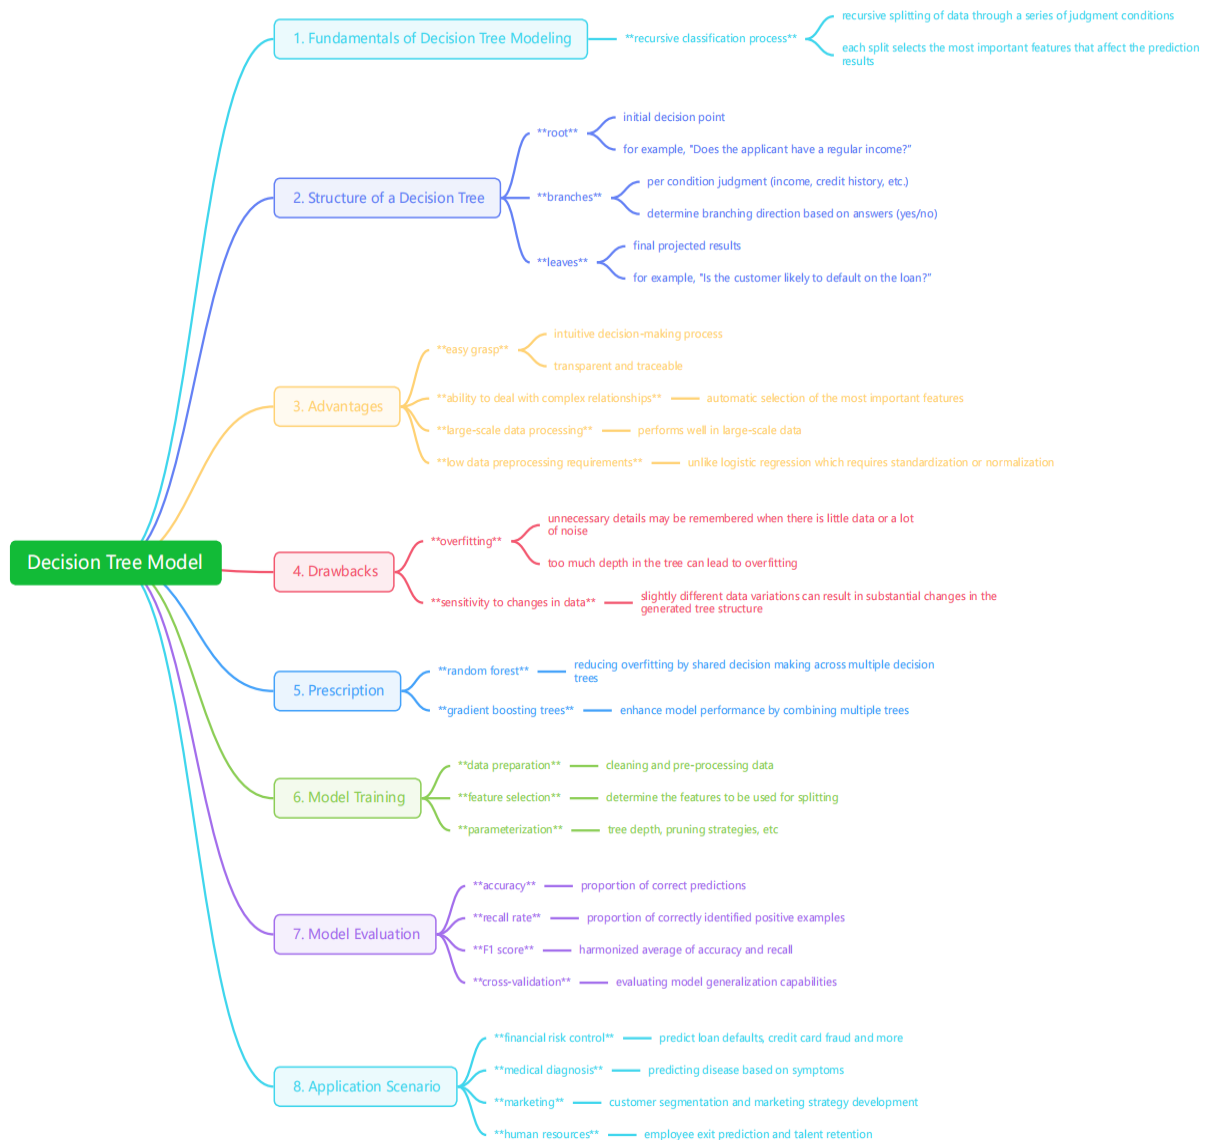 Decision Tree Model
1. Fundamentals of Decision Tree Modeling
**recursive classification process**
recursive splitting of data through a series of judgment conditions
each split selects the most important features that affect the prediction
results
2. Structure of a Decision Tree
**root**
initial decision point
for example, "Does the applicant have a regular income?"
**branches**
per condition judgment (income, credit history, etc.)
determine branching direction based on answers (yes/no)
**leaves**
final projected results
for example, "Is the customer likely to default on the loan?"
3. Advantages
**easy grasp**
intuitive decision-making process
transparent and traceable
**ability to deal with complex relationships**
automatic selection of the most important features
**large-scale data processing**
performs well in large-scale data
**low data preprocessing requirements**
unlike logistic regression which requires standardization or normalization
4. Drawbacks
**overfitting**
unnecessary details may be remembered when there is little data or a lot
of noise
too much depth in the tree can lead to overfitting
**sensitivity to changes in data**
slightly different data variations can result in substantial changes in the
generated tree structure
5. Prescription
**random forest**
reducing overfitting by shared decision making across multiple decision
trees
**gradient boosting trees**
enhance model performance by combining multiple trees
6. Model Training
**data preparation**
cleaning and pre-processing data
**feature selection**
determine the features to be used for splitting
**parameterization**
tree depth, pruning strategies, etc
7. Model Evaluation
**accuracy**
proportion of correct predictions
**recall rate**
proportion of correctly identified positive examples
**F1 score**
harmonized average of accuracy and recall
**cross-validation**
evaluating model generalization capabilities
8. Application Scenario
**financial risk control**
predict loan defaults, credit card fraud and more
**medical diagnosis**
predicting disease based on symptoms
**marketing**
customer segmentation and marketing strategy development
**human resources**
employee exit prediction and talent retention